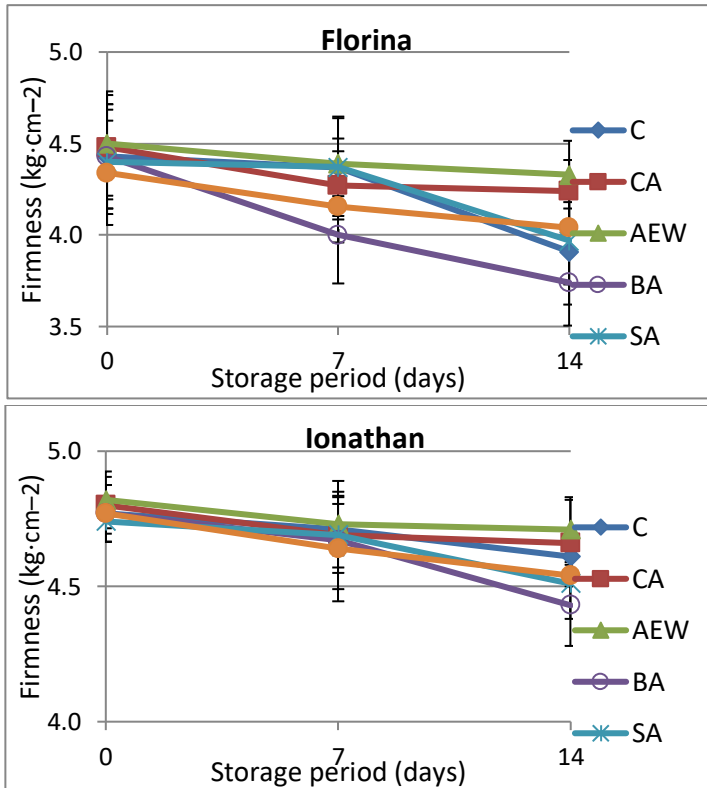 Florina
5.0
4.5
4.0
3.5
Firmness (kg·cm–2)
0
7
14
Storage period (days)
C
CA
AEW
BA
SA
Ionathan
5.0
4.5
4.0
Firmness (kg·cm–2)
0
7
14
Storage period (days)
C
CA
AEW
BA
SA